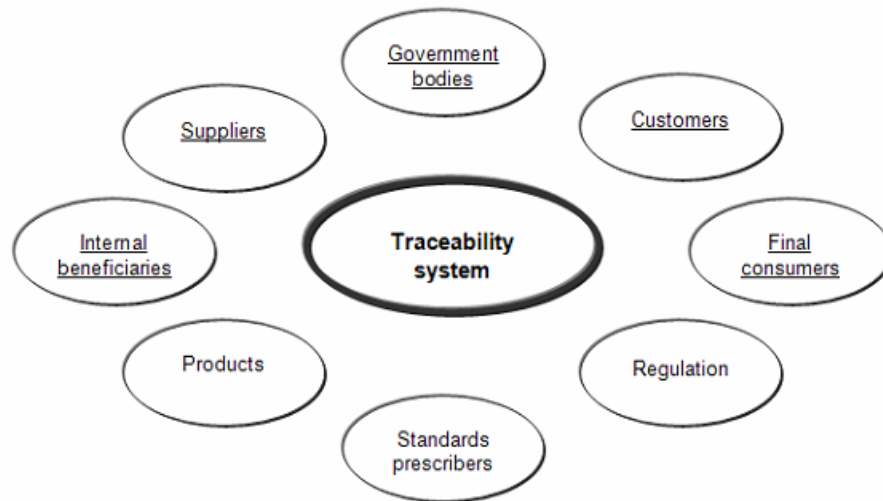 Government
bodies
Suppliers
Customers
Internal
beneficiaries
Traceability
system
Final
consumers
Products
Regulation
Standards
prescribers